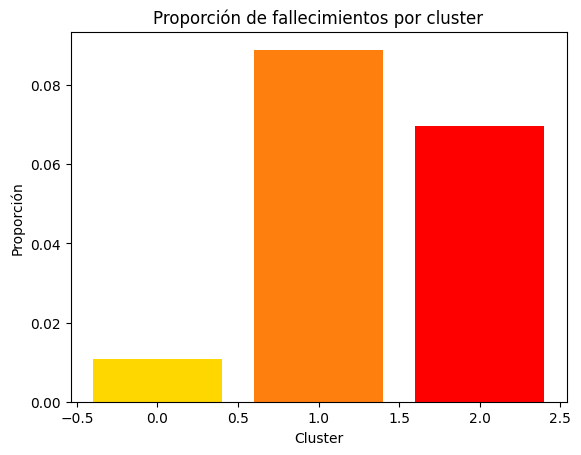 Proporción de fallecimientos por cluster
Proporción
0.08
0.06
0.04
0.02
0.00
−0.5 0.0 0.5 1.0 1.5 2.0 2.5
Cluster